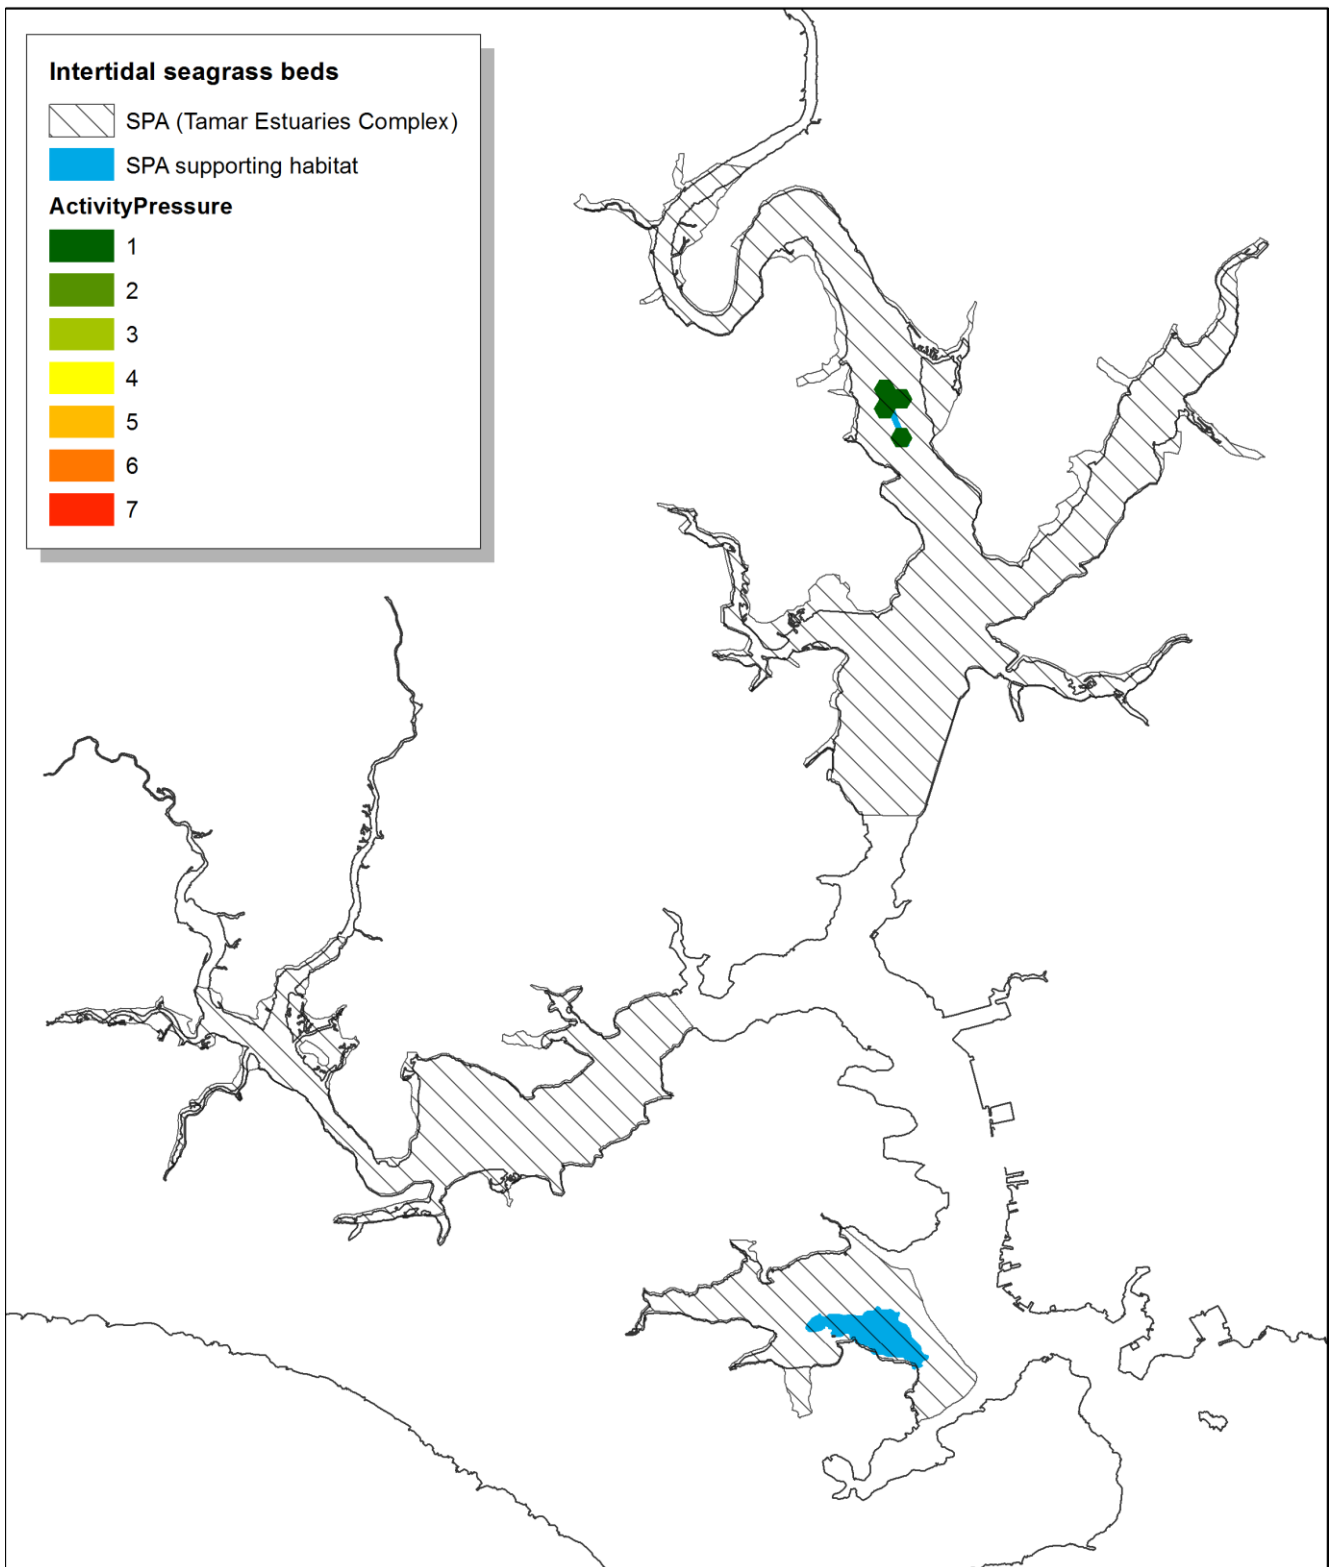 Intertidal seagrass beds
SPA (Tamar Estuaries Complex)
SPA supporting habitat
ActivityPressure
1
2
3
4
5
6
7